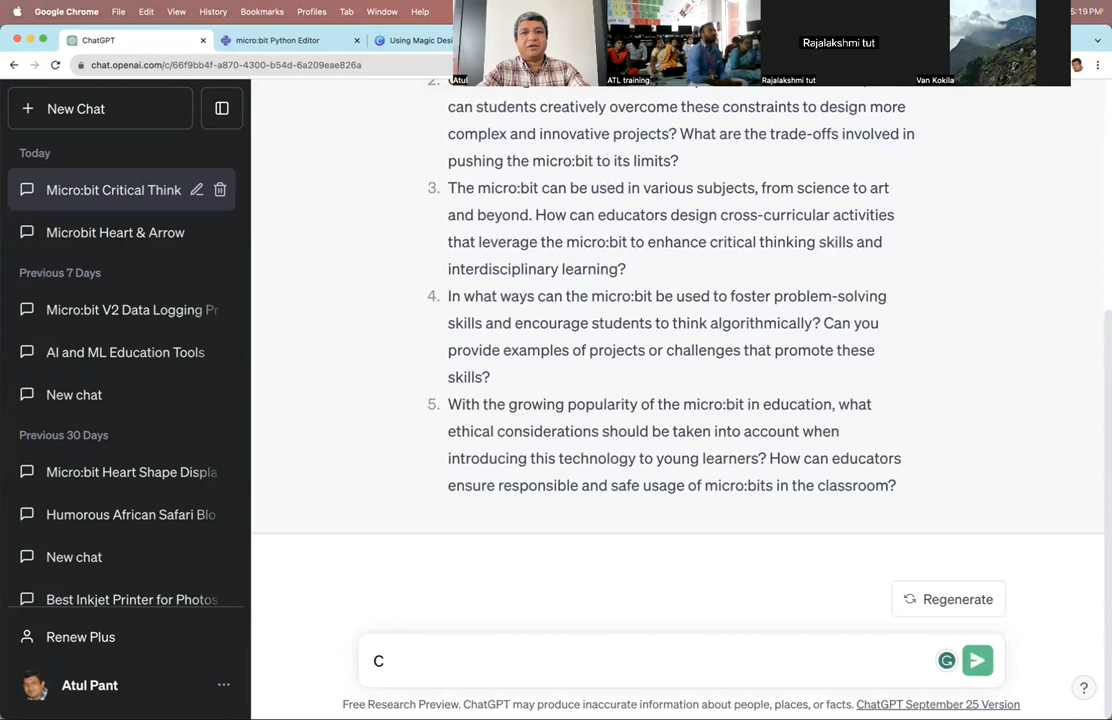 Google Chrome File Edit View History Bookmarks Profiles Tab Window Help
5:19 PM
ChatGPT
micro:bit Python Editor
Using Magic Desi
chat.openai.com/c/66f9bb4f-a870-4300-b54d-6a209eae826a
Atul
ATL training
Rajalakshmi tut
Rajalakshmi tut
Van Kokila
New Chat
Today
Micro:bit Critical Think
Microbit Heart & Arrow
Previous 7 Days
Micro:bit V2 Data Logging Pr
AI and ML Education Tools
New chat
Previous 30 Days
Micro:bit Heart Shape Displa
Humorous African Safari Blo
New chat
Best Inkjet Printer for Photos
Renew Plus
Atul Pant
2.
can students creatively overcome these constraints to design more
complex and innovative projects? What are the trade-offs involved in
pushing the micro:bit to its limits?
3. The micro:bit can be used in various subjects, from science to art
and beyond. How can educators design cross-curricular activities
that leverage the micro:bit to enhance critical thinking skills and
interdisciplinary learning?
4. In what ways can the micro:bit be used to foster problem-solving
skills and encourage students to think algorithmically? Can you
provide examples of projects or challenges that promote these
skills?
5. With the growing popularity of the micro:bit in education, what
ethical considerations should be taken into account when
introducing this technology to young learners? How can educators
ensure responsible and safe usage of micro:bits in the classroom?
Regenerate
C
Free Research Preview. ChatGPT may produce inaccurate information about people, places, or facts. ChatGPT September 25 Version
?